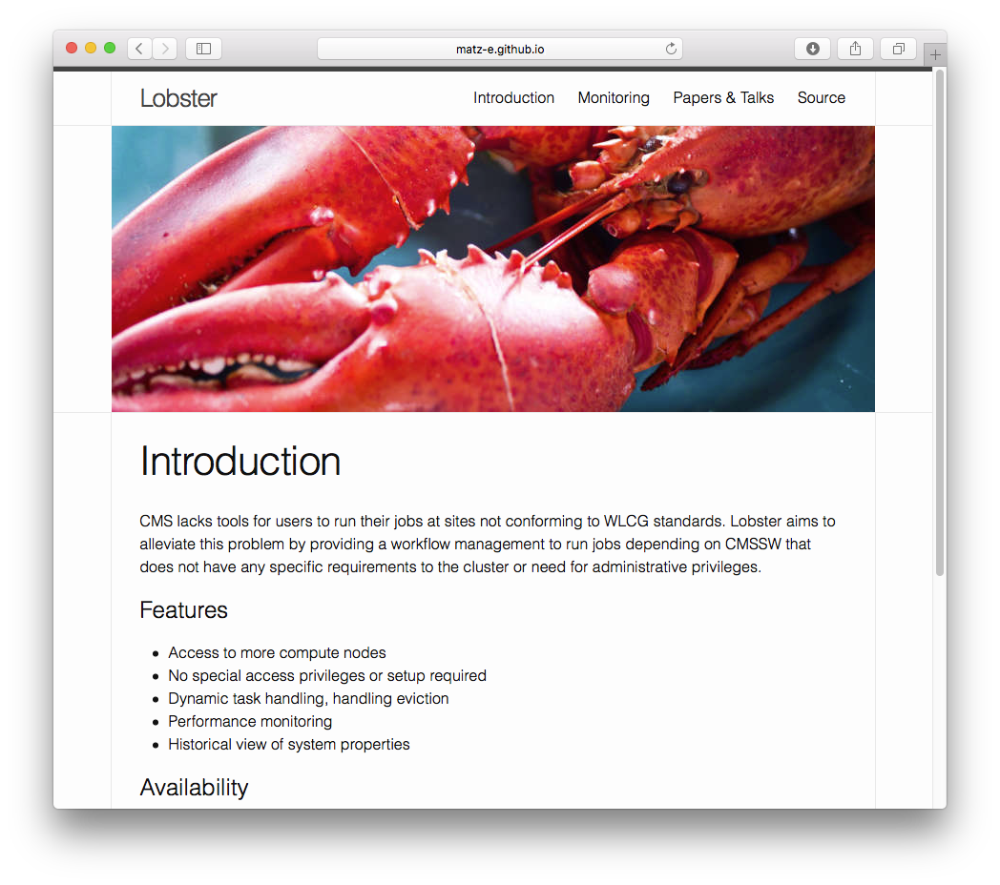 matz-e.github.io
Lobster
Introduction Monitoring Papers & Talks Source
Introduction
CMS lacks tools for users to run their jobs at sites not conforming to WLCG standards. Lobster aims to
alleviate this problem by providing a workflow management to run jobs depending on CMSSW that
does not have any specific requirements to the cluster or need for administrative privileges.
Features
Access to more compute nodes
No special access privileges or setup required
Dynamic task handling, handling eviction
Performance monitoring
Historical view of system properties
Availability